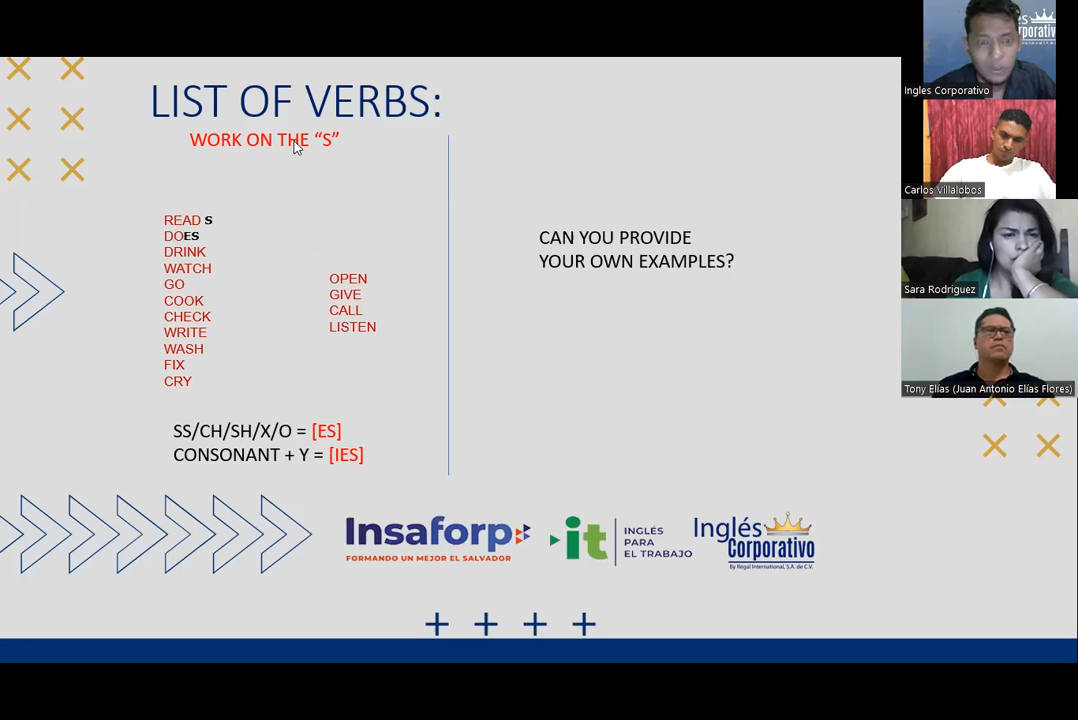 LIST OF VERBS:
WORK ON THE “S”
READ S
DOES
DRINK
WATCH
GO
COOK
CHECK
WRITE
WASH
FIX
CRY
OPEN
GIVE
CALL
LISTEN
SS/CH/SH/X/O = [ES]
CONSONANT + Y = [IES]
CAN YOU PROVIDE
YOUR OWN EXAMPLES?
Insaforp
FORMANDO UN MEJOR EL SALVADOR
it
INGLÉS
PARA
EL TRABAJO
Inglés
Corporativo
By Regal International, S.A. de C.V.
Ingles Corporativo
Carlos Villalobos
Sara Rodriguez
Tony Elías (Juan Antonio Elías Flores)